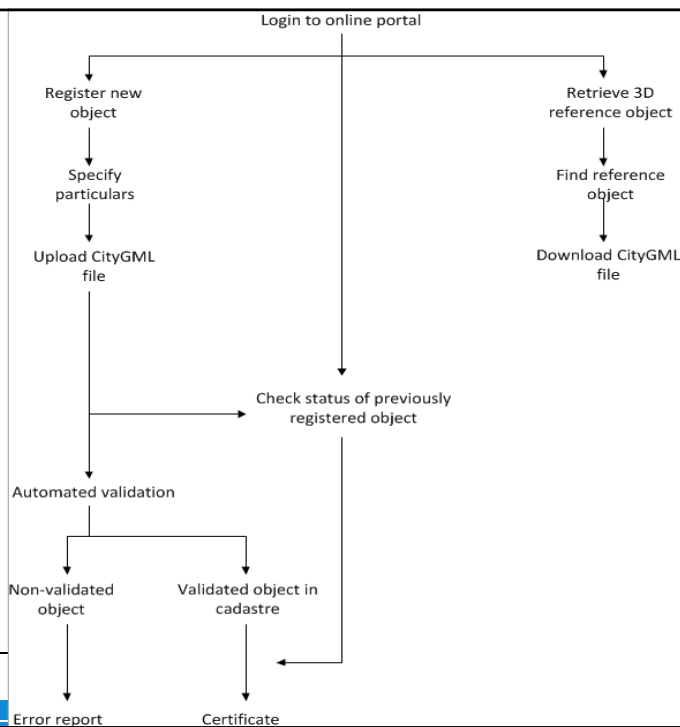 Login to online portal
Register new
object
Retrieve 3D
reference object
Specify
particulars
Find reference
object
Upload CityGML
file
Download CityGML
file
Check status of previously
registered object
Automated validation
Non-validated
object
Validated object in
cadastre
Error report
Certificate